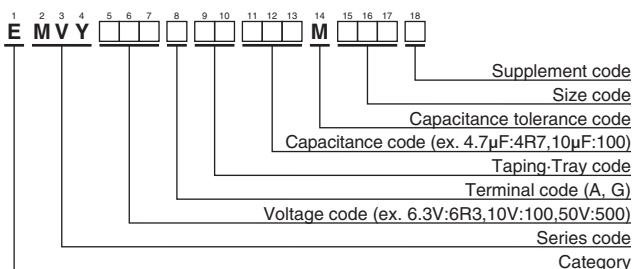 1 2 3 4 5 6 7 8 9 10 11 12 13 14 15 16 17 18
E MVY □□□ □ □□ □□□ M □□□ □
Supplement code
Size code
Capacitance tolerance code
Capacitance code (ex. 4.7μF:4R7,10μF:100)
Taping·Tray code
Terminal code (A, G)
Voltage code (ex. 6.3V:6R3,10V:100,50V:500)
Series code
Category